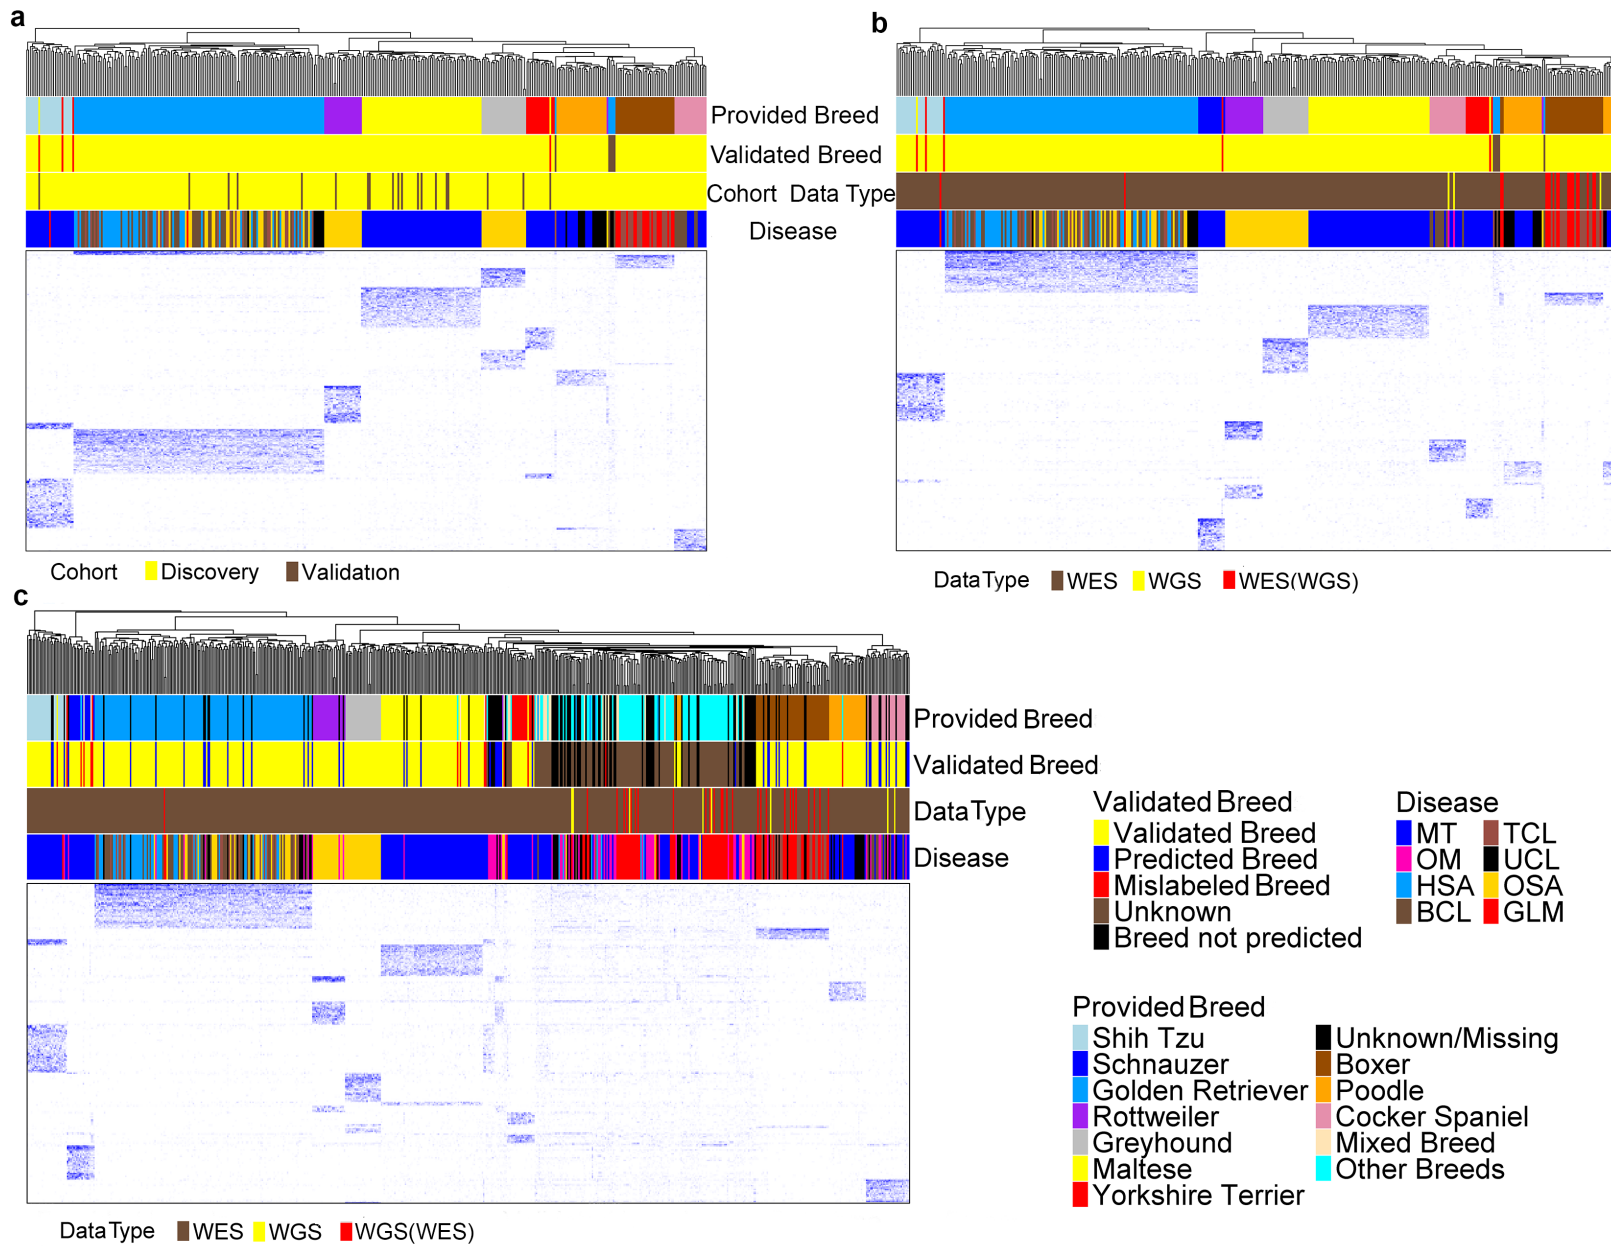 a
b
Provided Breed
Validated Breed
Cohort Data Type
Disease
Cohort Discovery Validation
Data Type WES WGS WES(WGS)
c
Provided Breed
Validated Breed
Data Type
Disease
Data Type WES WGS WGS(WES)
Validated Breed
Validated Breed
Predicted Breed
Mislabeled Breed
Unknown
Breed not predicted
Disease
MT TCL
OM UCL
HSA OSA
BCL GLM
Provided Breed
Shih Tzu Unknown/Missing
Schnauzer Boxer
Golden Retriever Poodle
Rottweiler Cocker Spaniel
Greyhound Mixed Breed
Maltese Other Breeds
Yorkshire Terrier